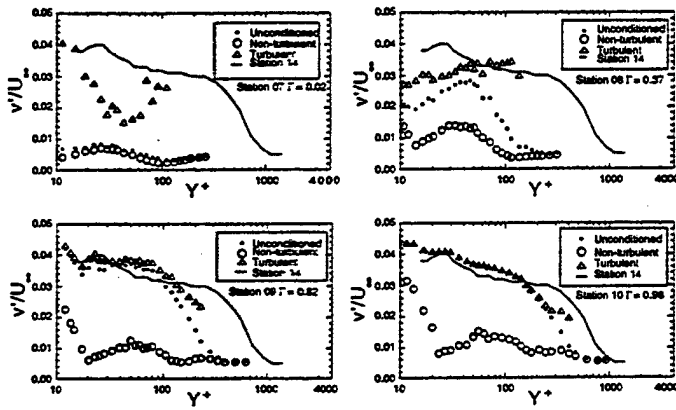 0.05
0.04
0.03
0.02
0.01
0.00
v'/U∞
Unconditioned
Non-turbulent
Turbulent
Station 14
Station 07 Γ = 0.02
10 100 1000 4000
Y+
0.05
0.04
0.03
0.02
0.01
0.00
v'/U∞
Unconditioned
Non-turbulent
Turbulent
Station 14
Station 08 Γ = 0.37
10 100 1000 4000
Y+
0.05
0.04
0.03
0.02
0.01
0.00
v'/U∞
Unconditioned
Non-turbulent
Turbulent
Station 14
Station 09 Γ = 0.82
10 100 1000 4000
Y+
0.05
0.04
0.03
0.02
0.01
0.00
v'/U∞
Unconditioned
Non-turbulent
Turbulent
Station 14
Station 10 Γ = 0.98
10 100 1000 4000
Y+